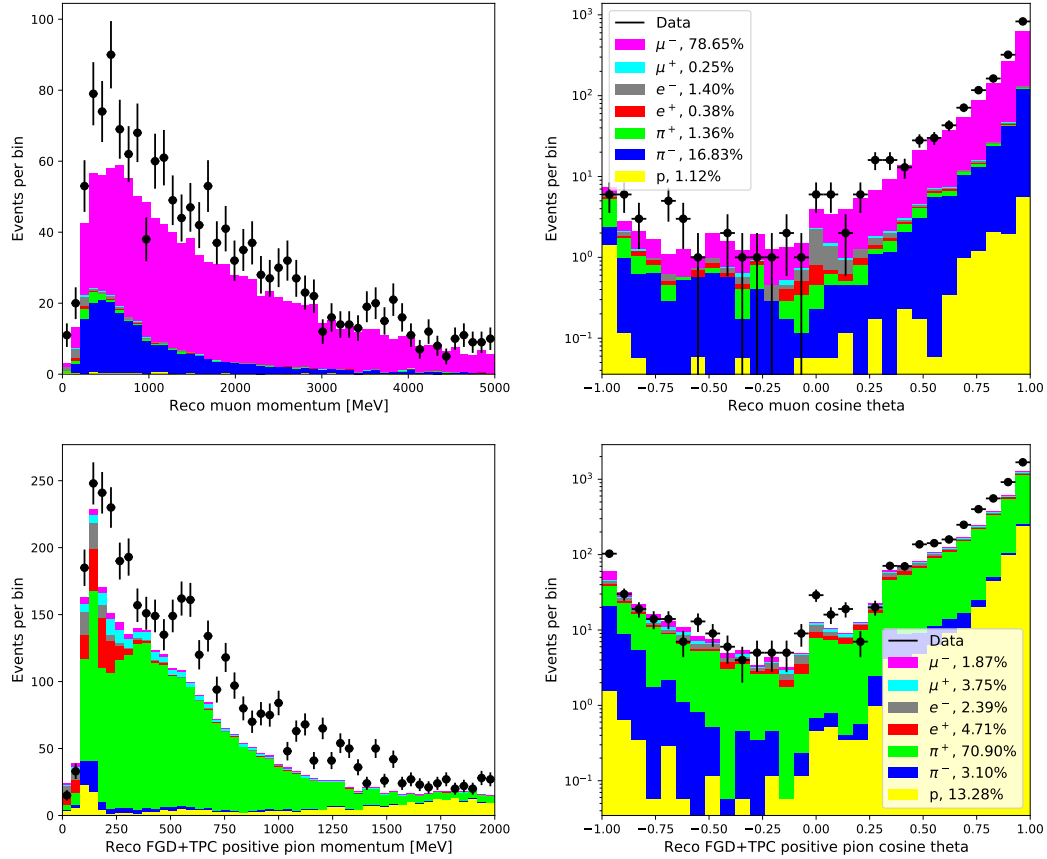 100
80
60
40
20
0
Events per bin
0
1000
2000
3000
4000
5000
Reco muon momentum [MeV]
10³
10²
10¹
10⁰
10⁻¹
Events per bin
Data
μ⁻, 78.65%
μ⁺, 0.25%
e⁻, 1.40%
e⁺, 0.38%
π⁺, 1.36%
π⁻, 16.83%
p, 1.12%
−1.00
−0.75
−0.50
−0.25
0.00
0.25
0.50
0.75
1.00
Reco muon cosine theta
250
200
150
100
50
0
Events per bin
0
250
500
750
1000
1250
1500
1750
2000
Reco FGD+TPC positive pion momentum [MeV]
10³
10²
10¹
10⁰
10⁻¹
Events per bin
Data
μ⁻, 1.87%
μ⁺, 3.75%
e⁻, 2.39%
e⁺, 4.71%
π⁺, 70.90%
π⁻, 3.10%
p, 13.28%
−1.00
−0.75
−0.50
−0.25
0.00
0.25
0.50
0.75
1.00
Reco FGD+TPC positive pion cosine theta